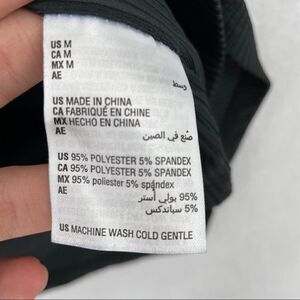 US M
CA M
MX M
AE وسط
US MADE IN CHINA
CA FABRIQUÉ EN CHINE
MX HECHO EN CHINA
AE صنع في الصين
US 95% POLYESTER 5% SPANDEX
CA 95% POLYESTER 5% SPANDEX
MX 95% poliester 5% spándex
AE 95% بولي أستر
5% سباندكس
US MACHINE WASH COLD GENTLE